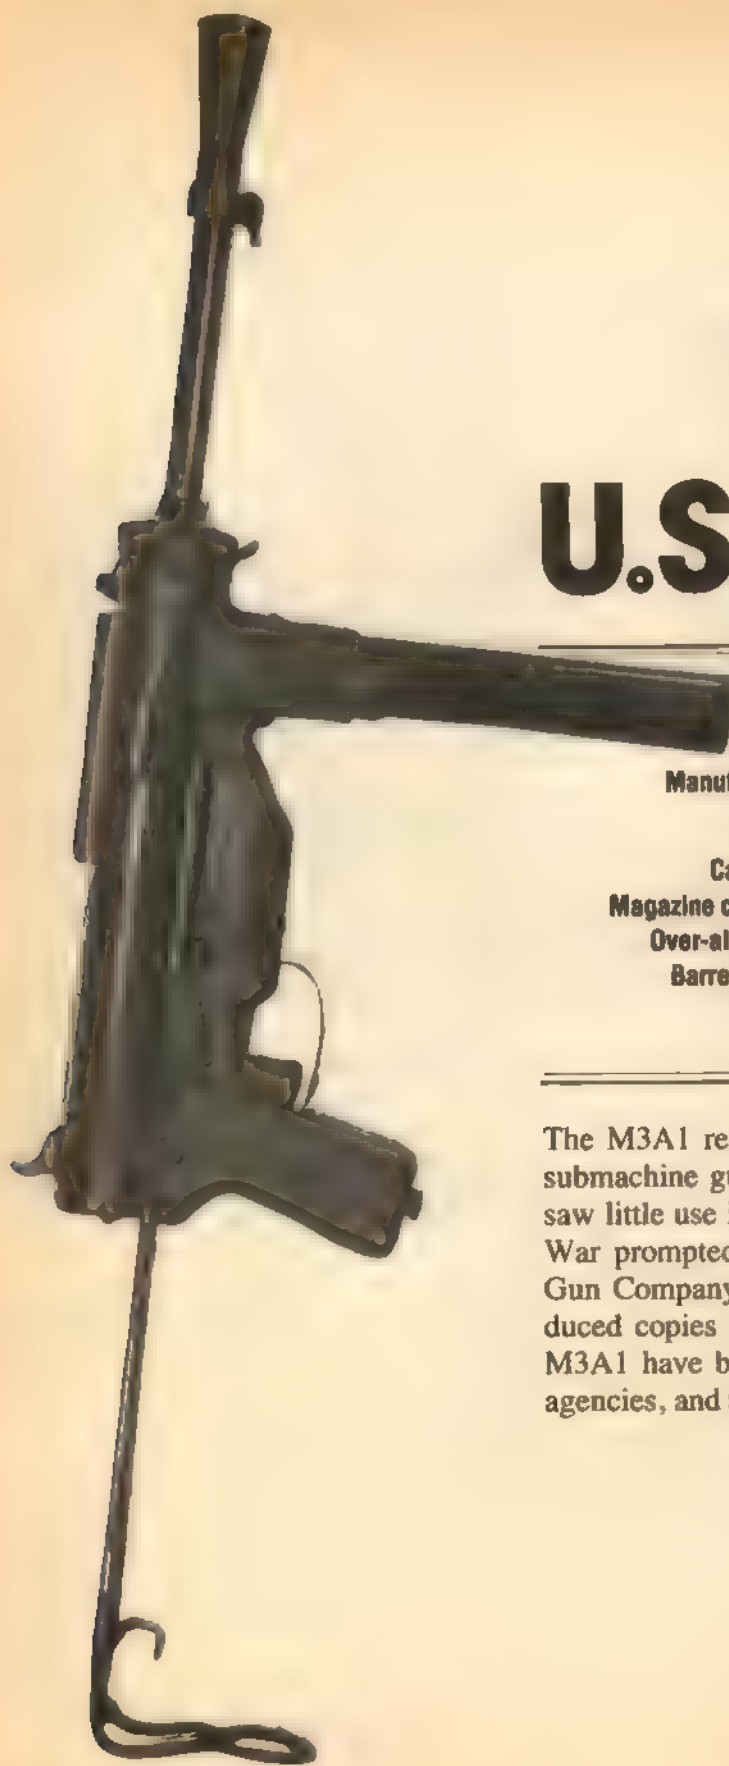 U.S
Manuf
Ca
Magazine c
Over-al
Barre
The M3A1 re
submachine gu
saw little use
War prompted
Gun Company
duced copies
M3A1 have b
agencies, and